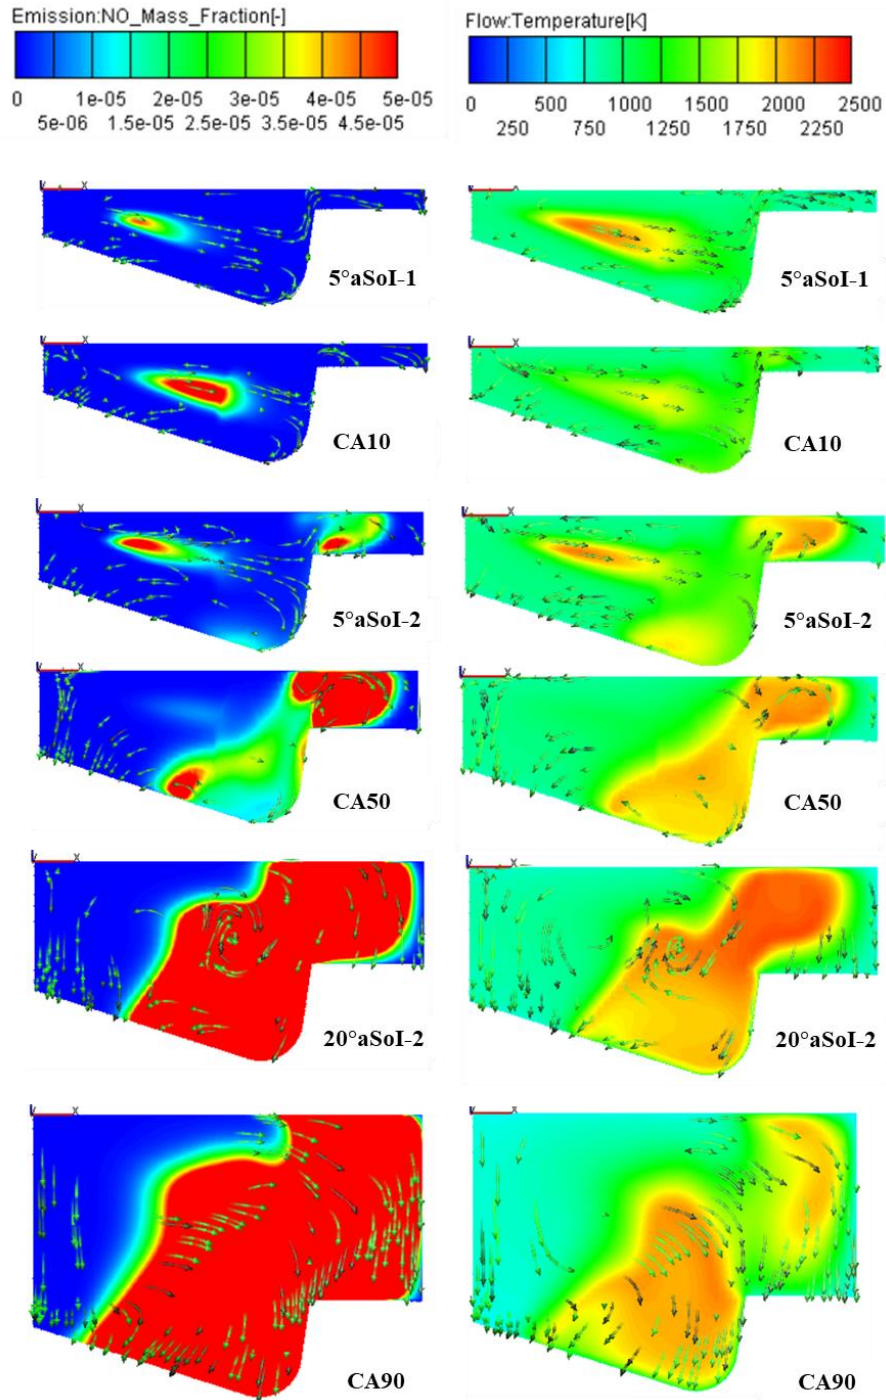 Emission:NO_Mass_Fraction[-]
0 1e-05 2e-05 3e-05 4e-05 5e-05
5e-06 1.5e-05 2.5e-05 3.5e-05 4.5e-05
Flow:Temperature[K]
0 500 1000 1500 2000 2500
250 750 1250 1750 2250
x
5°aSoI-1
5°aSoI-1
x
x
CA10
CA10
x
x
5°aSoI-2
5°aSoI-2
x
x
CA50
CA50
x
x
20°aSoI-2
20°aSoI-2
x
x
CA90
CA90